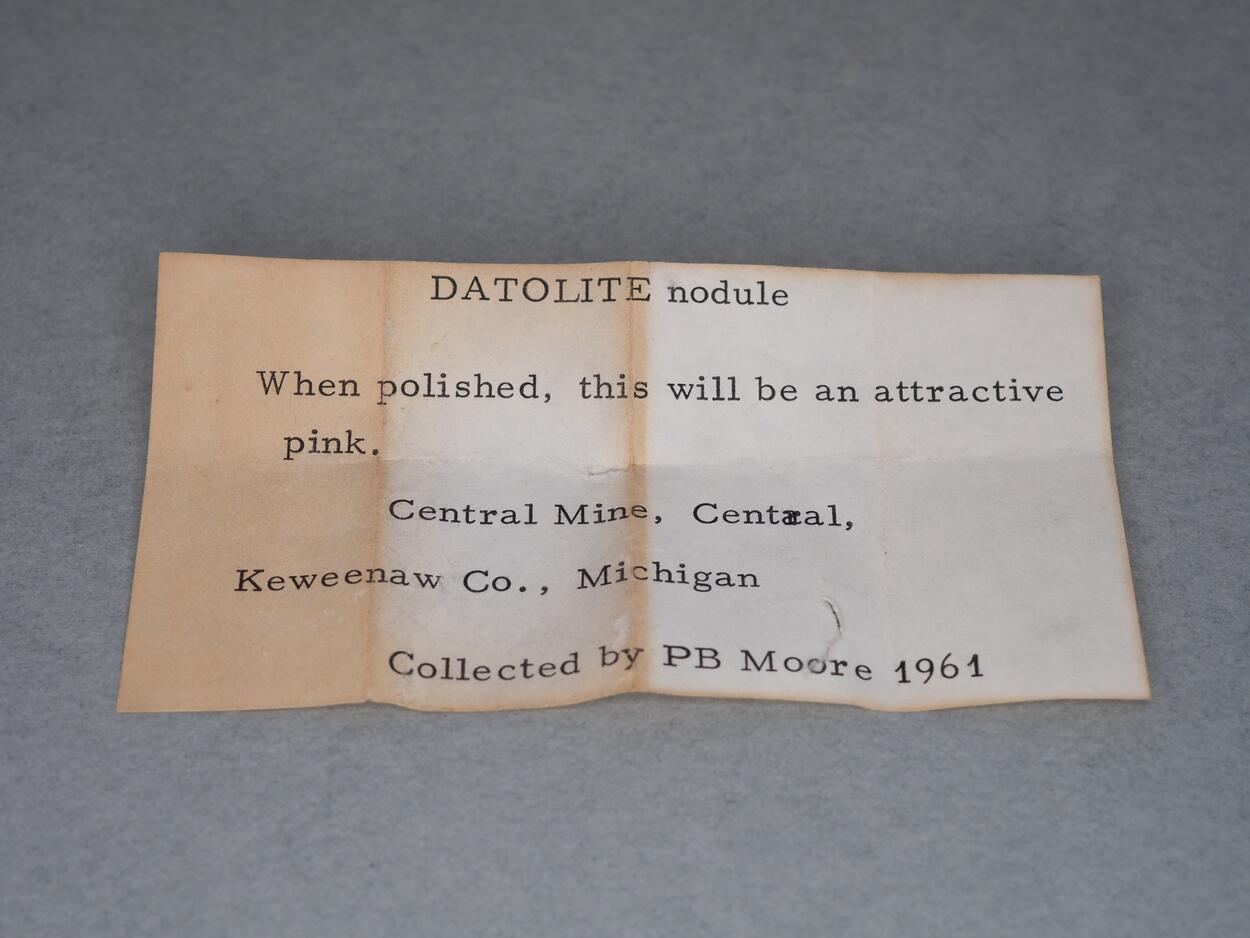 DATOLITE nodule
When polished, this will be an attractive
pink.
Central Mine, Central,
Keweenaw Co., Michigan
Collected by PB Moore 1961